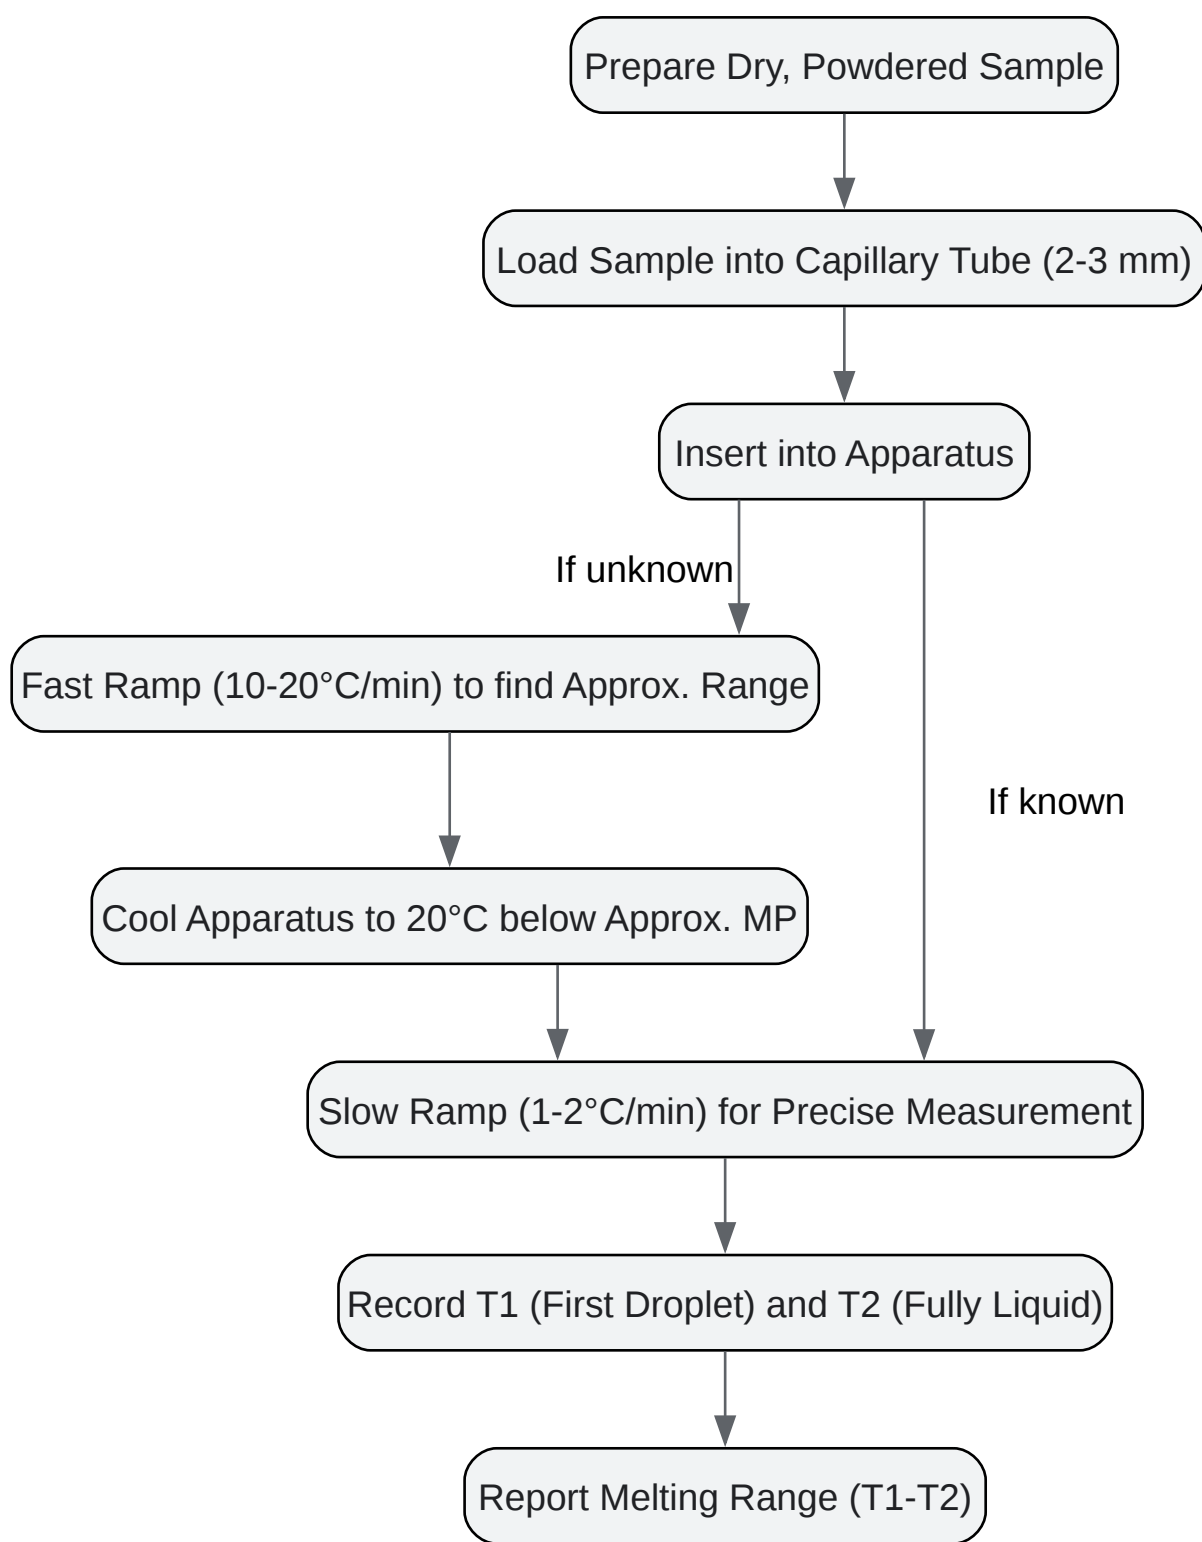 Prepare Dry, Powdered Sample
Load Sample into Capillary Tube (2-3 mm)
Insert into Apparatus
If unknown
Fast Ramp (10-20°C/min) to find Approx. Range
If known
Cool Apparatus to 20°C below Approx. MP
Slow Ramp (1-2°C/min) for Precise Measurement
Record T1 (First Droplet) and T2 (Fully Liquid)
Report Melting Range (T1-T2)